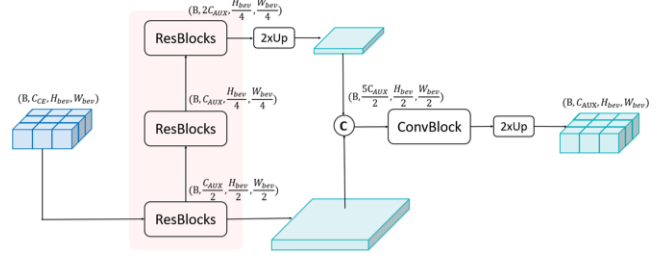 (B, 2C_AUX, H_bev/4, W_bev/4)
ResBlocks
2xUp
(B, C_CE, H_bev, W_bev)
(B, C_AUX, H_bev/4, W_bev/4)
(B, 5C_AUX/2, H_bev/2, W_bev/2)
(B, C_AUX, H_bev, W_bev)
ResBlocks
C
ConvBlock
2xUp
(B, C_AUX/2, H_bev/2, W_bev/2)
ResBlocks